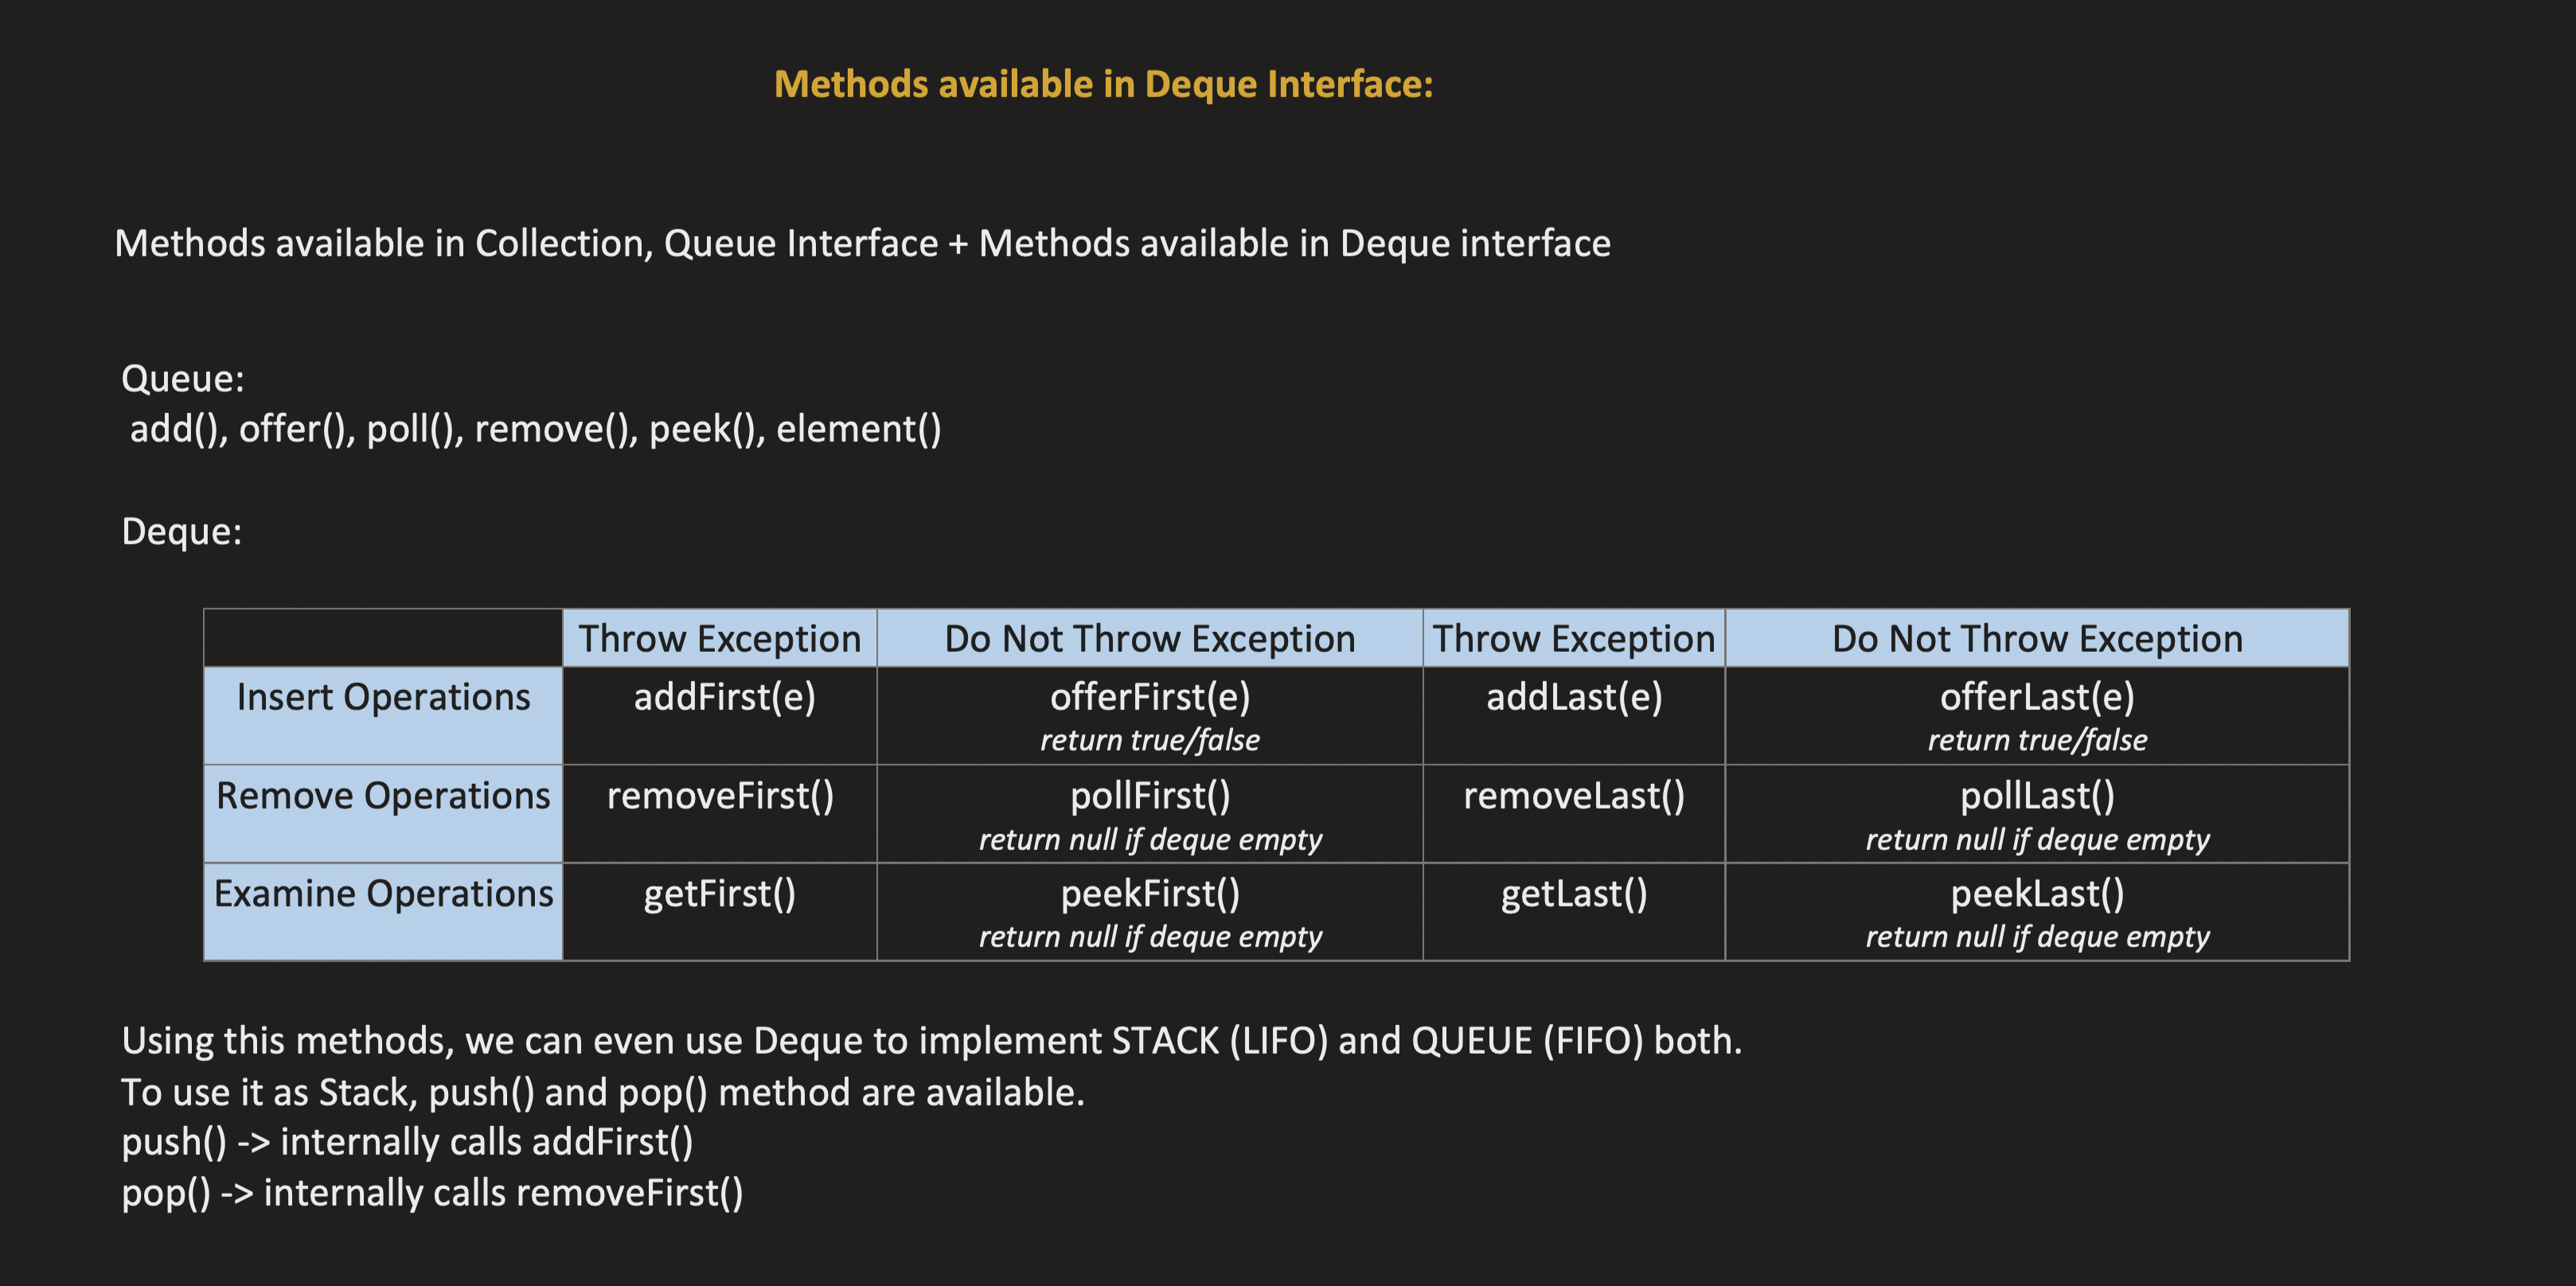 Methods available in Deque Interface:
Methods available in Collection, Queue Interface + Methods available in Deque interface
Queue:
add(), offer(), poll(), remove(), peek(), element()
Deque:
Throw Exception Do Not Throw Exception Throw Exception Do Not Throw Exception
Insert Operations addFirst(e) offerFirst(e) addLast(e) offerLast(e)
return true/false return true/false
Remove Operations removeFirst() pollFirst() removeLast() pollLast()
return null if deque empty return null if deque empty
Examine Operations getFirst() peekFirst() getLast() peekLast()
return null if deque empty return null if deque empty
Using this methods, we can even use Deque to implement STACK (LIFO) and QUEUE (FIFO) both.
To use it as Stack, push() and pop() method are available.
push() -> internally calls addFirst()
pop() -> internally calls removeFirst()